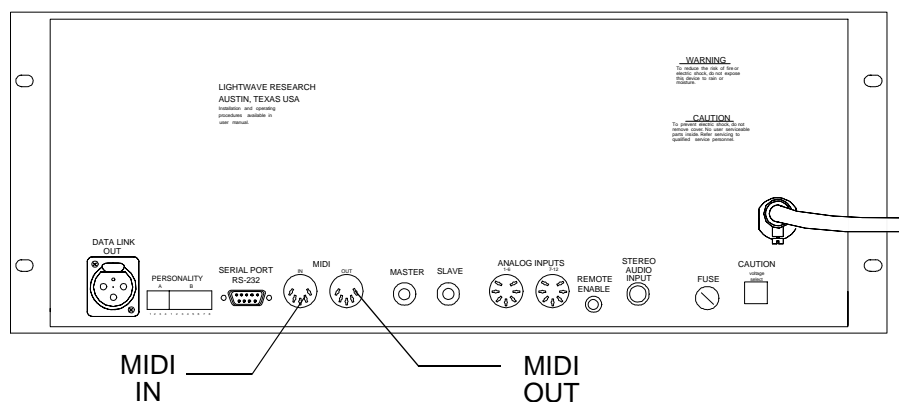 WARNING
To reduce the risk of fire or
electric shock, do not expose
this device to rain or
moisture.
LIGHTWAVE RESEARCH
AUSTIN, TEXAS USA
Installation and operating
procedures available in
user manual.
CAUTION
To prevent electric shock, do not
remove cover. No user serviceable
parts inside. Refer servicing to
qualified service personnel.
DATA LINK
OUT
PERSONALITY
A B
SERIAL PORT
RS-232
MIDI
IN OUT
MASTER
SLAVE
ANALOG INPUTS
1-6 7-12
REMOTE
ENABLE
STEREO
AUDIO
INPUT
FUSE
CAUTION
voltage
select
MIDI
IN
MIDI
OUT